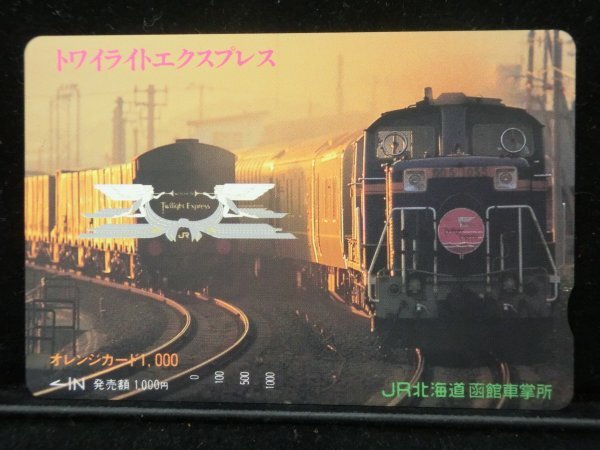 トワイライトエクスプレス
Twilight Express
JR
オレンジカード1,000
IN 発売額 1,000円
0 100 500 1000
JR北海道 函館車掌所